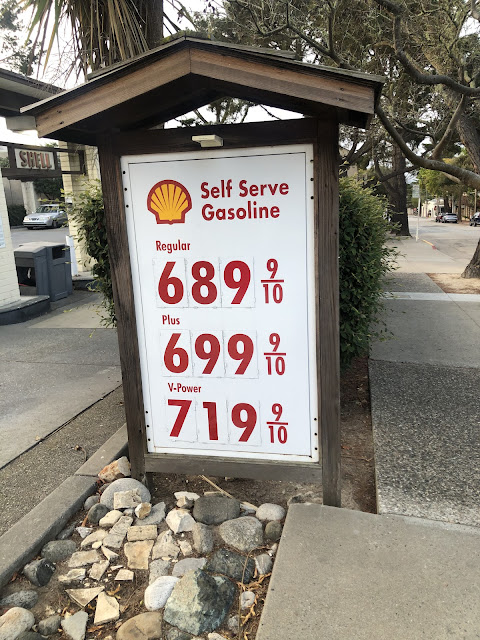 SHELL
Self Serve
Gasoline
Regular
689 9/10
Plus
699 9/10
V-Power
719 9/10